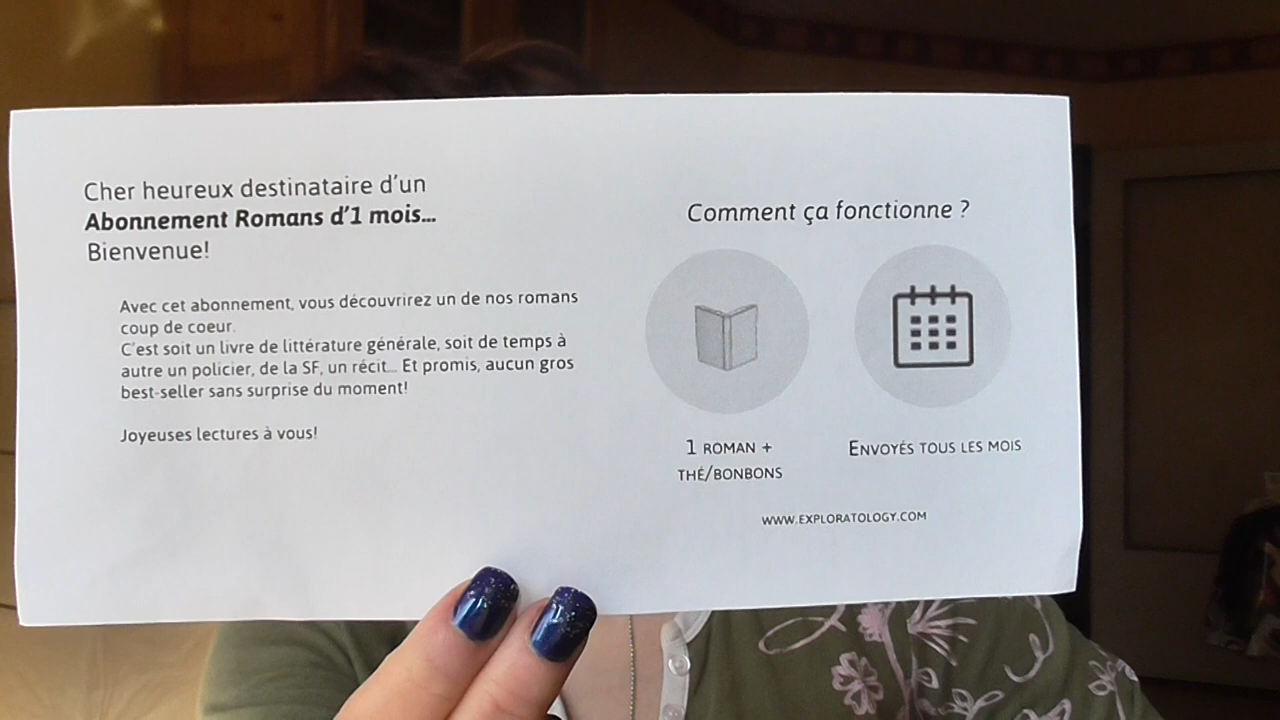 Cher heureux destinataire d'un
Abonnement Romans d'1 mois...
Bienvenue!
Avec cet abonnement, vous découvrirez un de nos romans
coup de coeur.
C'est soit un livre de littérature générale, soit de temps à
autre un policier, de la SF, un récit... Et promis, aucun gros
best-seller sans surprise du moment!
Joyeuses lectures à vous!
Comment ça fonctionne ?
1 ROMAN +
THÉ/BONBONS
ENVOYÉS TOUS LES MOIS
WWW.EXPLORATOLOGY.COM